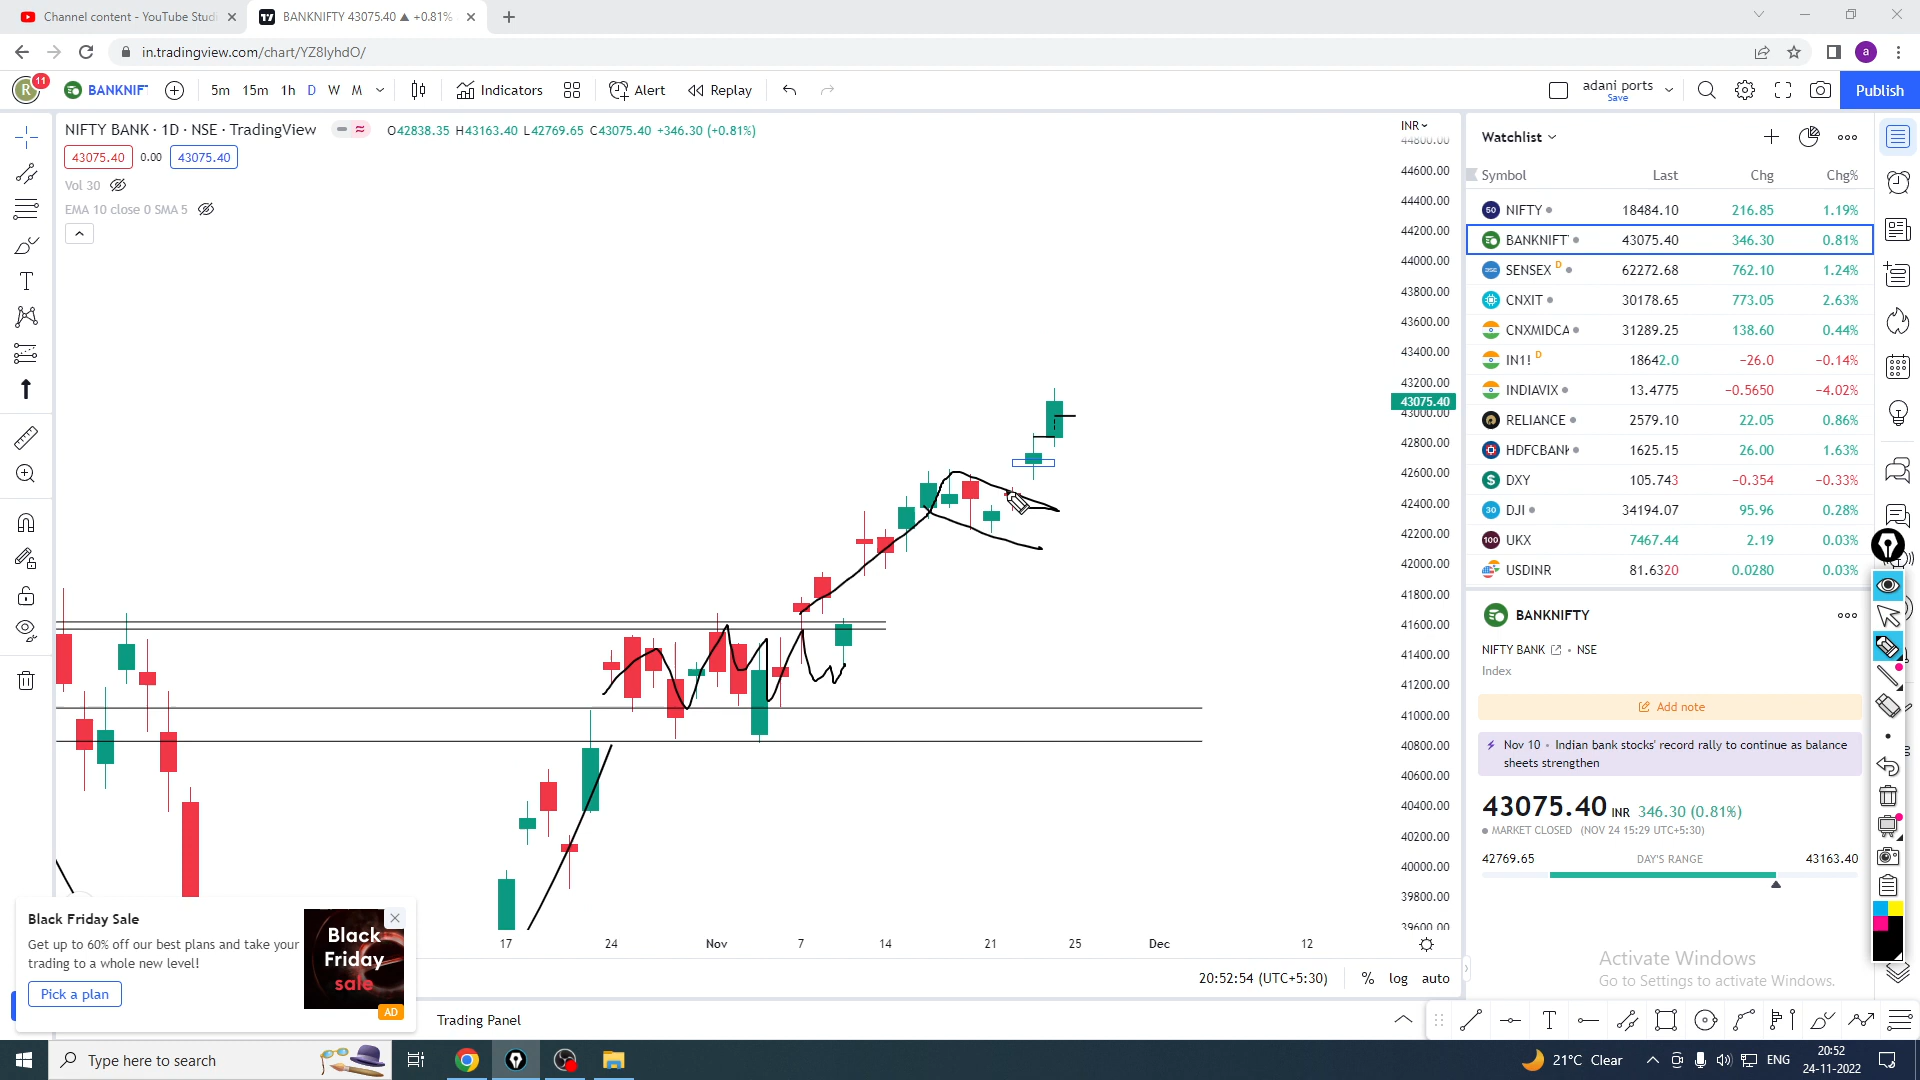 Channel content - YouTube Studi
BANKNIFTY 43075.40 ▲ +0.81%
in.tradingview.com/chart/YZ8lyhdO/
a
R
11
BANKNIF
5m 15m 1h D W M
Indicators
Alert
Replay
adani ports
Save
Publish
NIFTY BANK · 1D · NSE · TradingView
O42838.35 H43163.40 L42769.65 C43075.40 +346.30 (+0.81%)
43075.40 0.00 43075.40
Vol 30
EMA 10 close 0 SMA 5
INR
44800.00
44600.00
44400.00
44200.00
44000.00
43800.00
43600.00
43400.00
43200.00
43075.40
43000.00
42800.00
42600.00
42400.00
42200.00
42000.00
41800.00
41600.00
41400.00
41200.00
41000.00
40800.00
40600.00
40400.00
40200.00
40000.00
39800.00
39600.00
17 24 Nov 7 14 21 25 Dec 12
20:52:54 (UTC+5:30) % log auto
Trading Panel
Watchlist
Symbol Last Chg Chg%
50 NIFTY 18484.10 216.85 1.19%
BANKNIFT 43075.40 346.30 0.81%
SENSEX D 62272.68 762.10 1.24%
CNXIT 30178.65 773.05 2.63%
CNXMIDCA 31289.25 138.60 0.44%
IN1! D 18642.0 −26.0 −0.14%
INDIAVIX 13.4775 −0.5650 −4.02%
RELIANCE 2579.10 22.05 0.86%
HDFCBANK 1625.15 26.00 1.63%
$ DXY 105.743 −0.354 −0.33%
30 DJI 34194.07 95.96 0.28%
100 UKX 7467.44 2.19 0.03%
USDINR 81.6320 0.0280 0.03%
BANKNIFTY
NIFTY BANK • NSE
Index
Add note
Nov 10 • Indian bank stocks' record rally to continue as balance
sheets strengthen
43075.40 INR 346.30 (0.81%)
MARKET CLOSED (NOV 24 15:29 UTC+5:30)
42769.65 DAY'S RANGE 43163.40
Activate Windows
Go to Settings to activate Windows.
Black Friday Sale
Get up to 60% off our best plans and take your
trading to a whole new level!
Pick a plan
Black
Friday
sale
AD
Type here to search
21°C Clear
ENG
20:52
24-11-2022